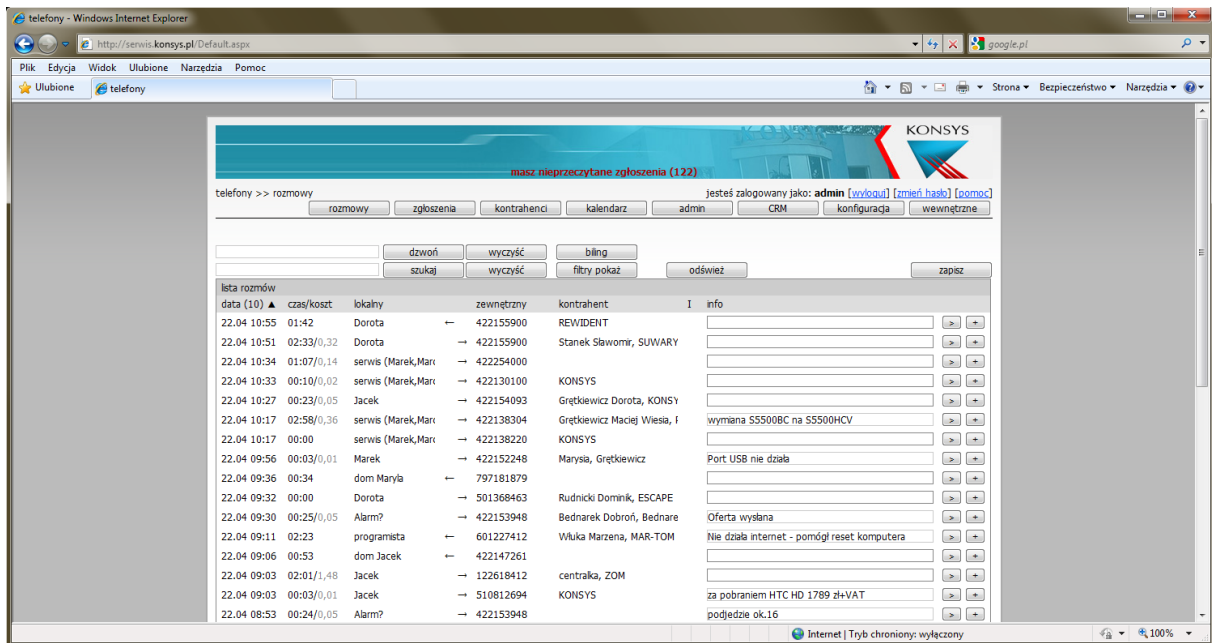 telefony - Windows Internet Explorer
http://serwis.konsys.pl/Default.aspx google.pl
Plik Edycja Widok Ulubione Narzędzia Pomoc
Ulubione telefony Strona Bezpieczeństwo Narzędzia
KONSYS
masz nieprzeczytane zgłoszenia (122)
telefony >> rozmowy jesteś zalogowany jako: admin [wyloguj] [zmień hasło] [pomoc]
rozmowy zgłoszenia kontrahenci kalendarz admin CRM konfiguracja wewnętrzne
dzwoń wyczyść biling
szukaj wyczyść filtry pokaż odśwież zapisz
lista rozmów
data (10) ▲ czas/koszt lokalny zewnętrzny kontrahent I info
22.04 10:55 01:42 Dorota ← 422155900 REWIDENT > +
22.04 10:51 02:33/0,32 Dorota → 422155900 Stanek Sławomir, SUWARY > +
22.04 10:34 01:07/0,14 serwis (Marek,Marc → 422254000 > +
22.04 10:33 00:10/0,02 serwis (Marek,Marc → 422130100 KONSYS > +
22.04 10:27 00:23/0,05 Jacek → 422154093 Grętkiewicz Dorota, KONSY > +
22.04 10:17 02:58/0,36 serwis (Marek,Marc → 422138304 Grętkiewicz Maciej Wiesia, wymiana S5500BC na S5500HCV > +
22.04 10:17 00:00 serwis (Marek,Marc → 422138220 KONSYS > +
22.04 09:56 00:03/0,01 Marek → 422152248 Marysia, Grętkiewicz Port USB nie działa > +
22.04 09:36 00:34 dom Maryla ← 797181879 > +
22.04 09:32 00:00 Dorota → 501368463 Rudnicki Dominik, ESCAPE > +
22.04 09:30 00:25/0,05 Alarm? → 422153948 Bednarek Dobroń, Bednare Oferta wysłana > +
22.04 09:11 02:23 programista ← 601227412 Włuka Marzena, MAR-TOM Nie działa internet - pomógł reset komputera > +
22.04 09:06 00:53 dom Jacek ← 422147261 > +
22.04 09:03 02:01/1,48 Jacek → 122618412 centralka, ZOM > +
22.04 09:03 00:03/0,01 Jacek → 510812694 KONSYS za pobraniem HTC HD 1789 zł+VAT > +
22.04 08:53 00:24/0,05 Alarm? → 422153948 podjedzie ok.16 > +
Internet | Tryb chroniony: wyłączony 100%